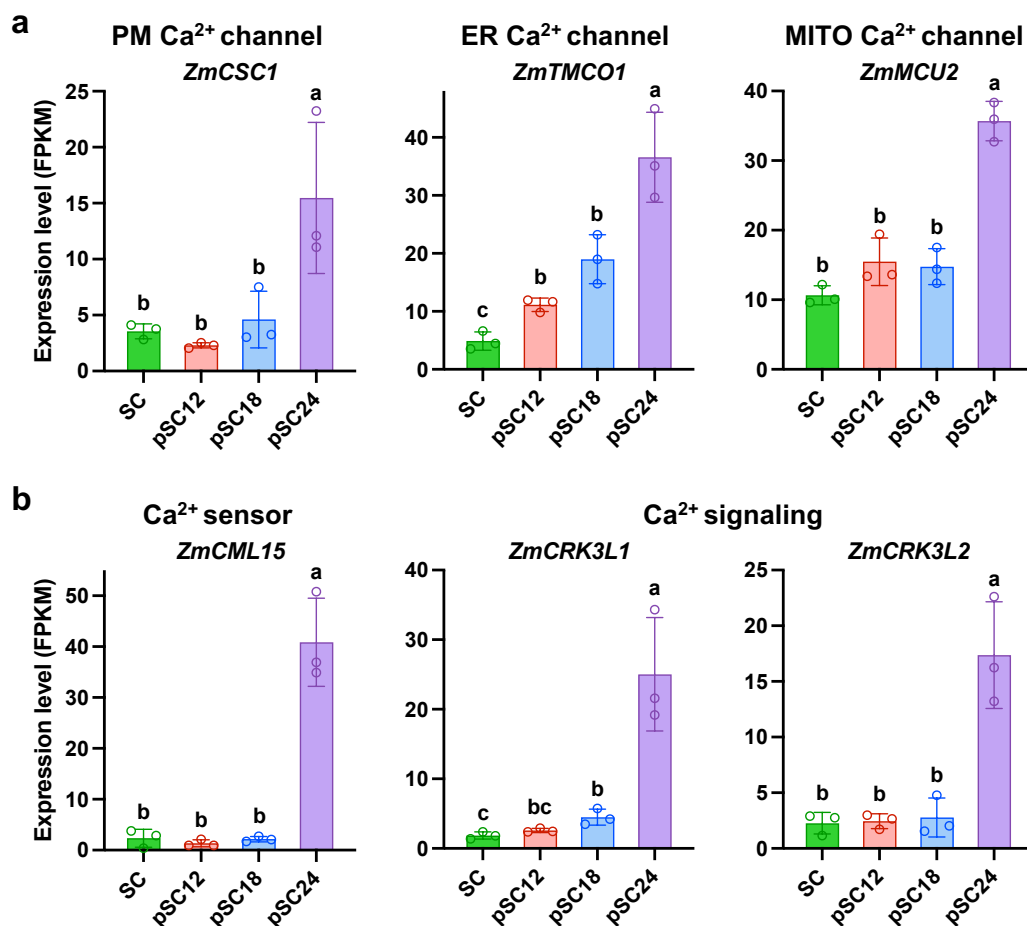 a
PM Ca²⁺ channel
ZmCSC1
Expression level (FPKM)
25
20
15
10
5
0
b
b
b
a
SC
pSC12
pSC18
pSC24
ER Ca²⁺ channel
ZmTMCO1
40
30
20
10
0
c
b
b
a
SC
pSC12
pSC18
pSC24
MITO Ca²⁺ channel
ZmMCU2
40
30
20
10
0
b
b
b
a
SC
pSC12
pSC18
pSC24
b
Ca²⁺ sensor
ZmCML15
Expression level (FPKM)
50
40
30
20
10
0
b
b
b
a
SC
pSC12
pSC18
pSC24
Ca²⁺ signaling
ZmCRK3L1
40
30
20
10
0
c
bc
b
a
SC
pSC12
pSC18
pSC24
ZmCRK3L2
25
20
15
10
5
0
b
b
b
a
SC
pSC12
pSC18
pSC24